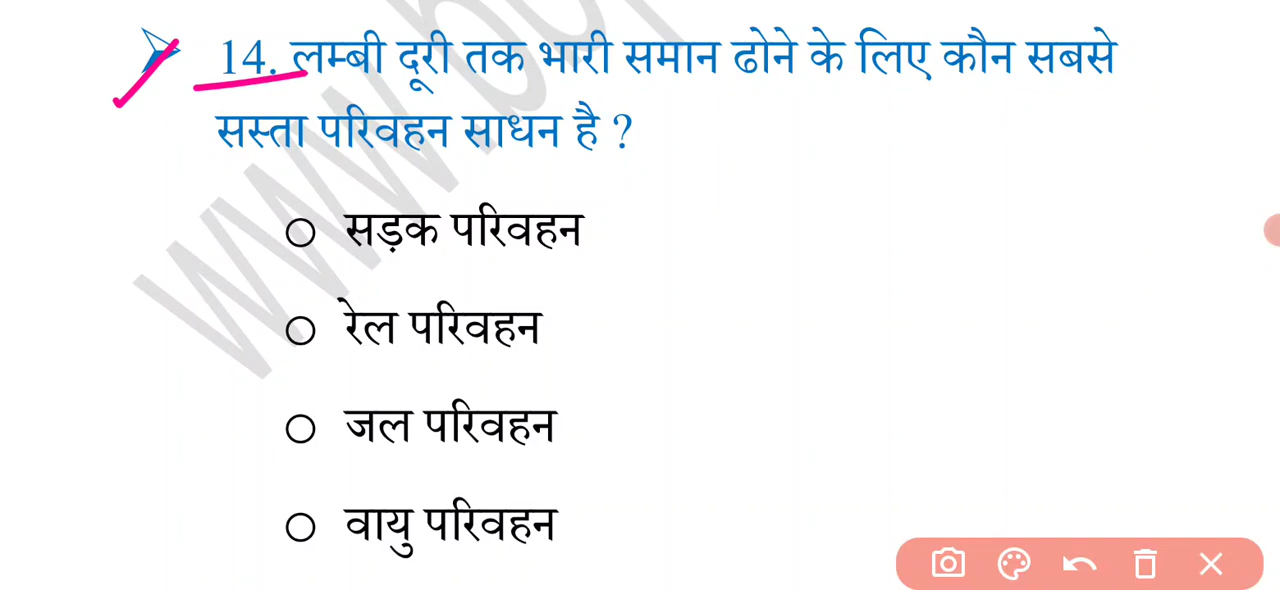 14. लम्बी दूरी तक भारी समान ढोने के लिए कौन सबसे
सस्ता परिवहन साधन है ?
सड़क परिवहन
रेल परिवहन
जल परिवहन
वायु परिवहन